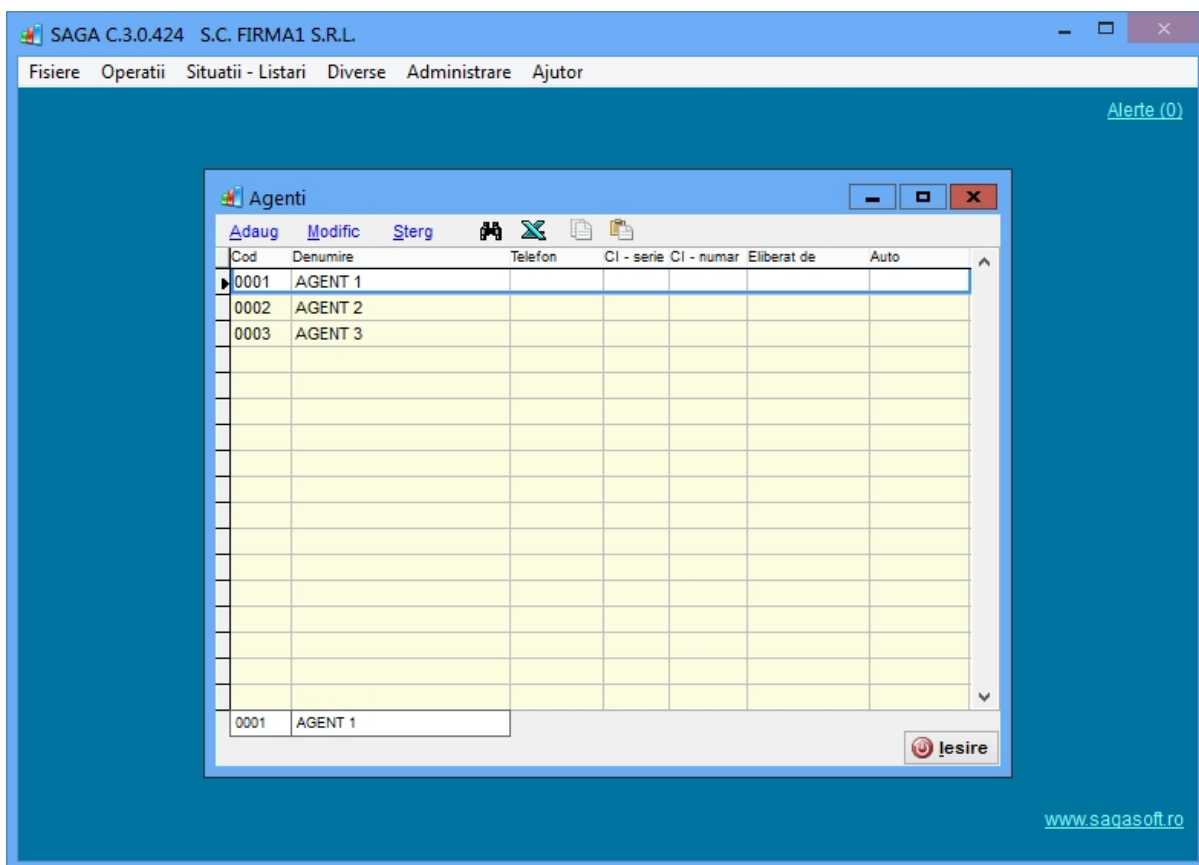 SAGA C.3.0.424 S.C. FIRMA1 S.R.L.
Fisiere Operatii Situatii - Listari Diverse Administrare Ajutor
Alerte (0)
Agenti
Adaug Modific Sterg
Cod Denumire Telefon CI - serie CI - numar Eliberat de Auto
0001 AGENT 1
0002 AGENT 2
0003 AGENT 3
0001 AGENT 1
Iesire
www.sagasoft.ro